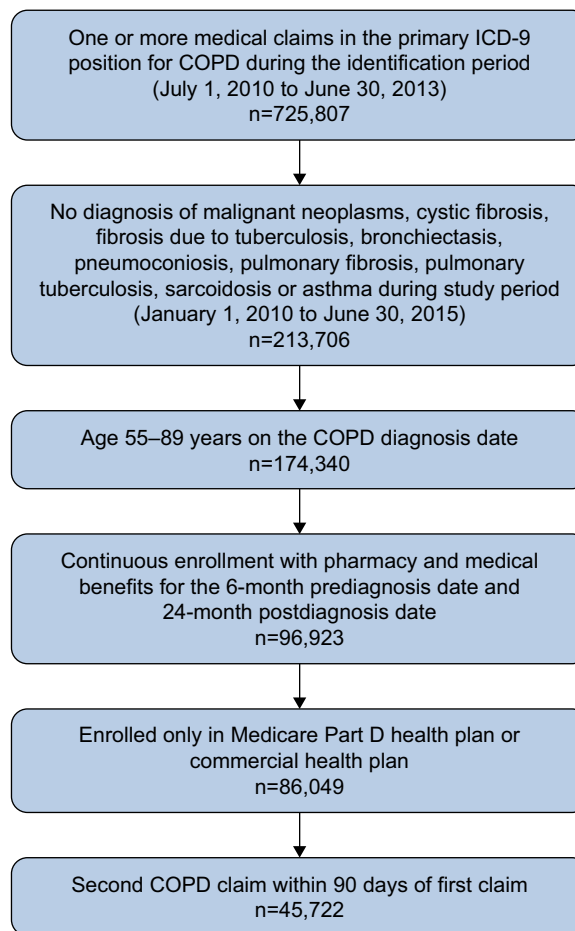 One or more medical claims in the primary ICD-9
position for COPD during the identification period
(July 1, 2010 to June 30, 2013)
n=725,807
No diagnosis of malignant neoplasms, cystic fibrosis,
fibrosis due to tuberculosis, bronchiectasis,
pneumoconiosis, pulmonary fibrosis, pulmonary
tuberculosis, sarcoidosis or asthma during study period
(January 1, 2010 to June 30, 2015)
n=213,706
Age 55–89 years on the COPD diagnosis date
n=174,340
Continuous enrollment with pharmacy and medical
benefits for the 6-month prediagnosis date and
24-month postdiagnosis date
n=96,923
Enrolled only in Medicare Part D health plan or
commercial health plan
n=86,049
Second COPD claim within 90 days of first claim
n=45,722